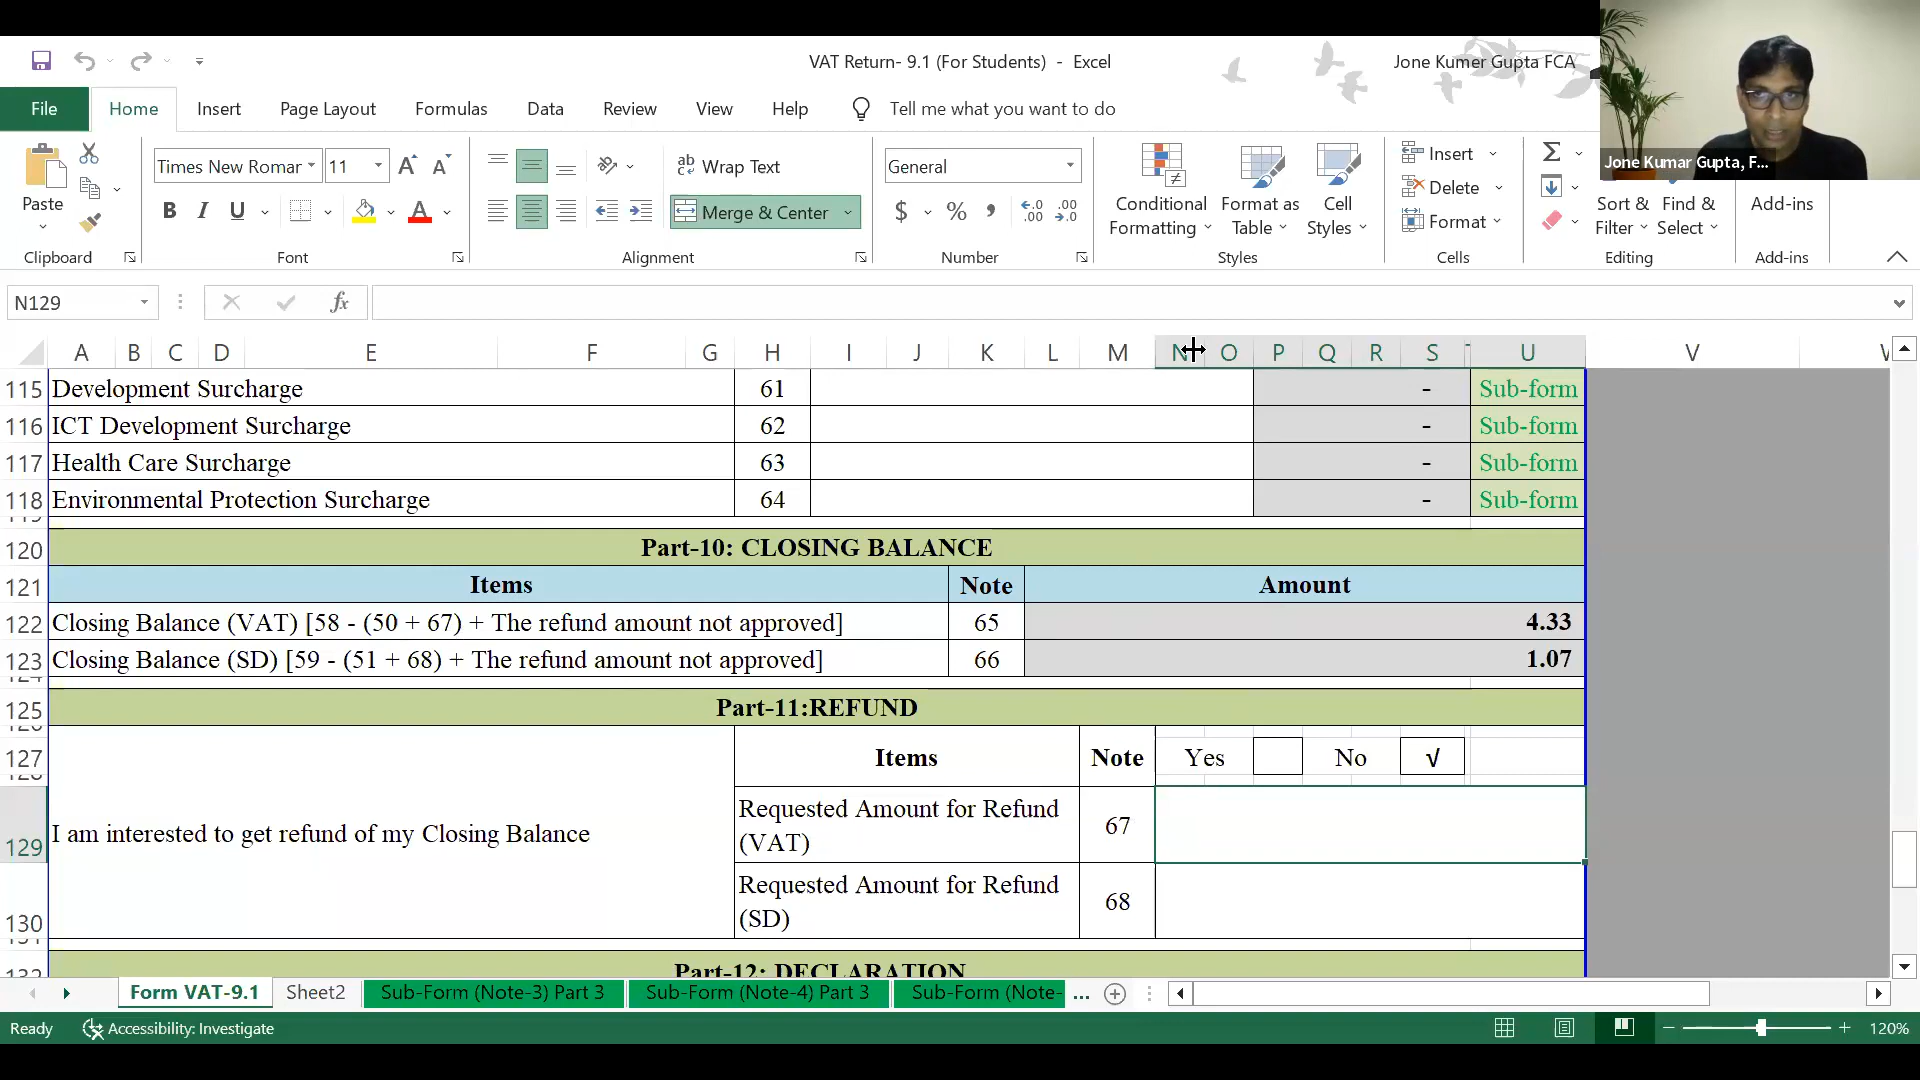 VAT Return- 9.1 (For Students) - Excel
Jone Kumer Gupta FCA
File Home Insert Page Layout Formulas Data Review View Help Tell me what you want to do
Jone Kumar Gupta, F...
Paste
Clipboard
Times New Romar 11
B I U
Font
Wrap Text
Merge & Center
Alignment
General
Number
Conditional Formatting
Format as Table
Cell Styles
Styles
Insert
Delete
Format
Cells
Sort & Filter
Find & Select
Editing
Add-ins
Add-ins
N129
fx
A B C D E F G H I J K L M N O P Q R S U V
115 Development Surcharge 61 - Sub-form
116 ICT Development Surcharge 62 - Sub-form
117 Health Care Surcharge 63 - Sub-form
118 Environmental Protection Surcharge 64 - Sub-form
120 Part-10: CLOSING BALANCE
121 Items Note Amount
122 Closing Balance (VAT) [58 - (50 + 67) + The refund amount not approved] 65 4.33
123 Closing Balance (SD) [59 - (51 + 68) + The refund amount not approved] 66 1.07
125 Part-11:REFUND
127 Items Note Yes No √
129 I am interested to get refund of my Closing Balance
Requested Amount for Refund (VAT) 67
130 Requested Amount for Refund (SD) 68
Part-12: DECLARATION
Form VAT-9.1 Sheet2 Sub-Form (Note-3) Part 3 Sub-Form (Note-4) Part 3 Sub-Form (Note- ...
Ready Accessibility: Investigate 120%